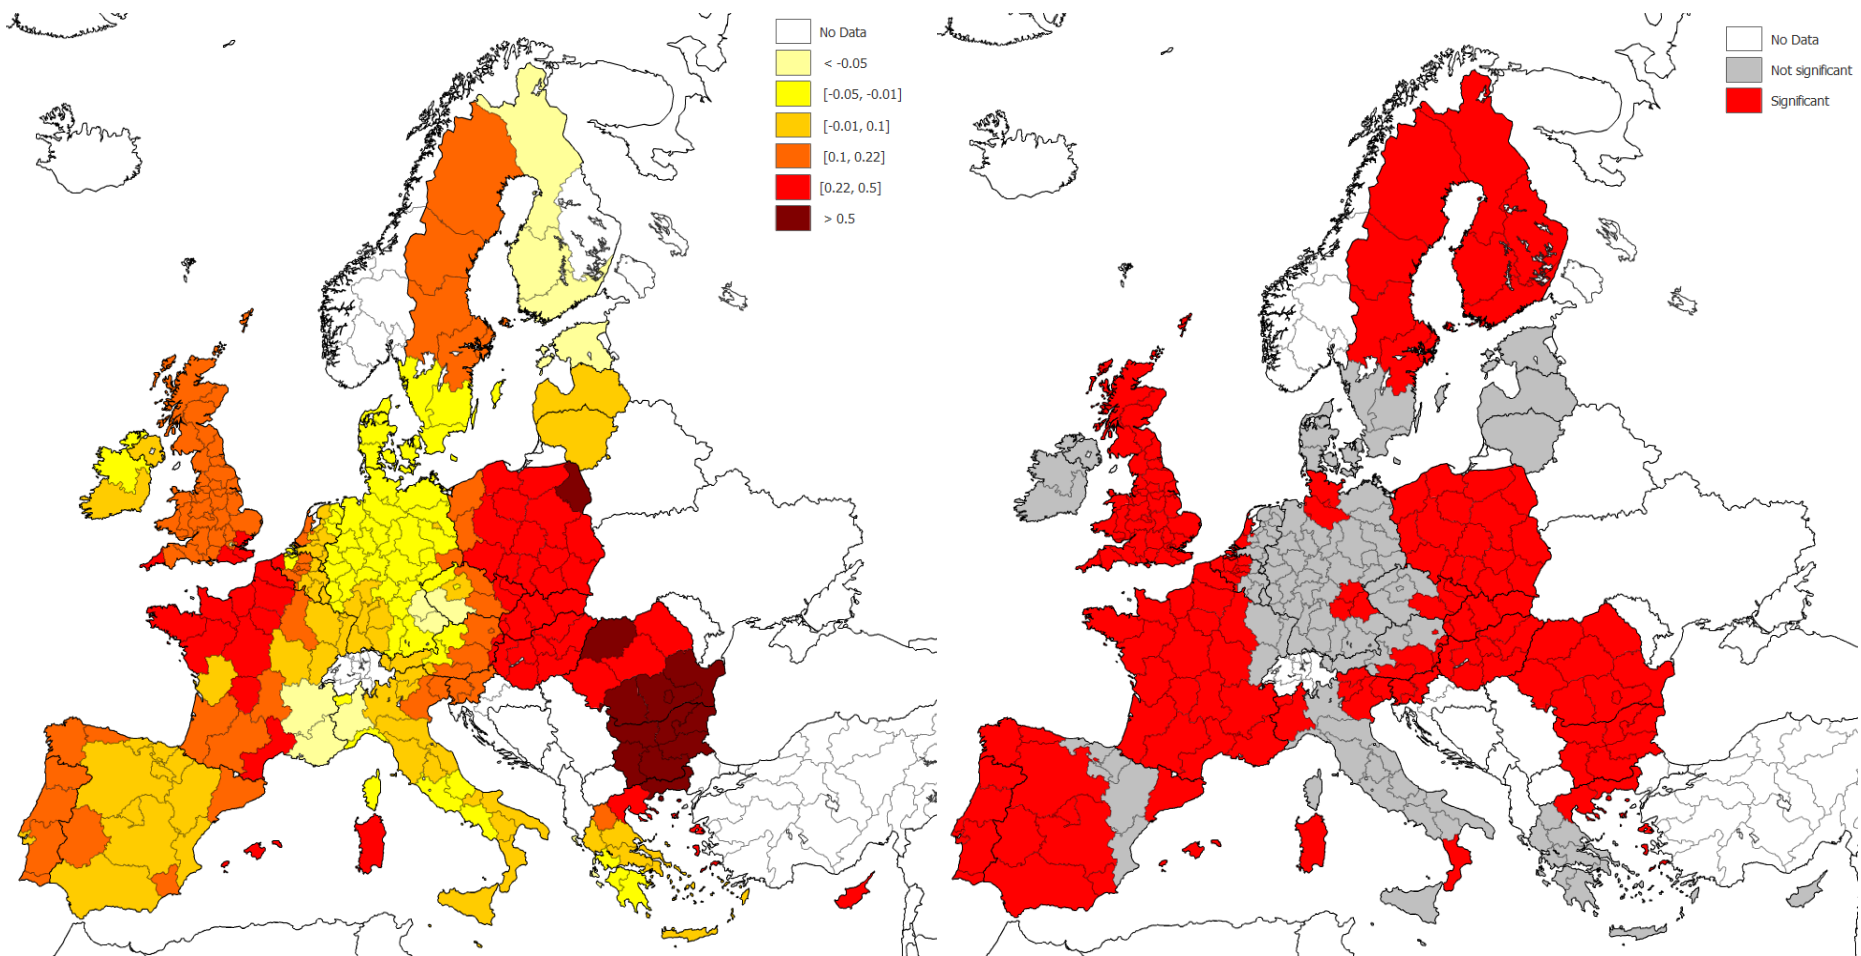 No Data
< -0.05
[-0.05, -0.01]
[-0.01, 0.1]
[0.1, 0.22]
[0.22, 0.5]
> 0.5
No Data
Not significant
Significant